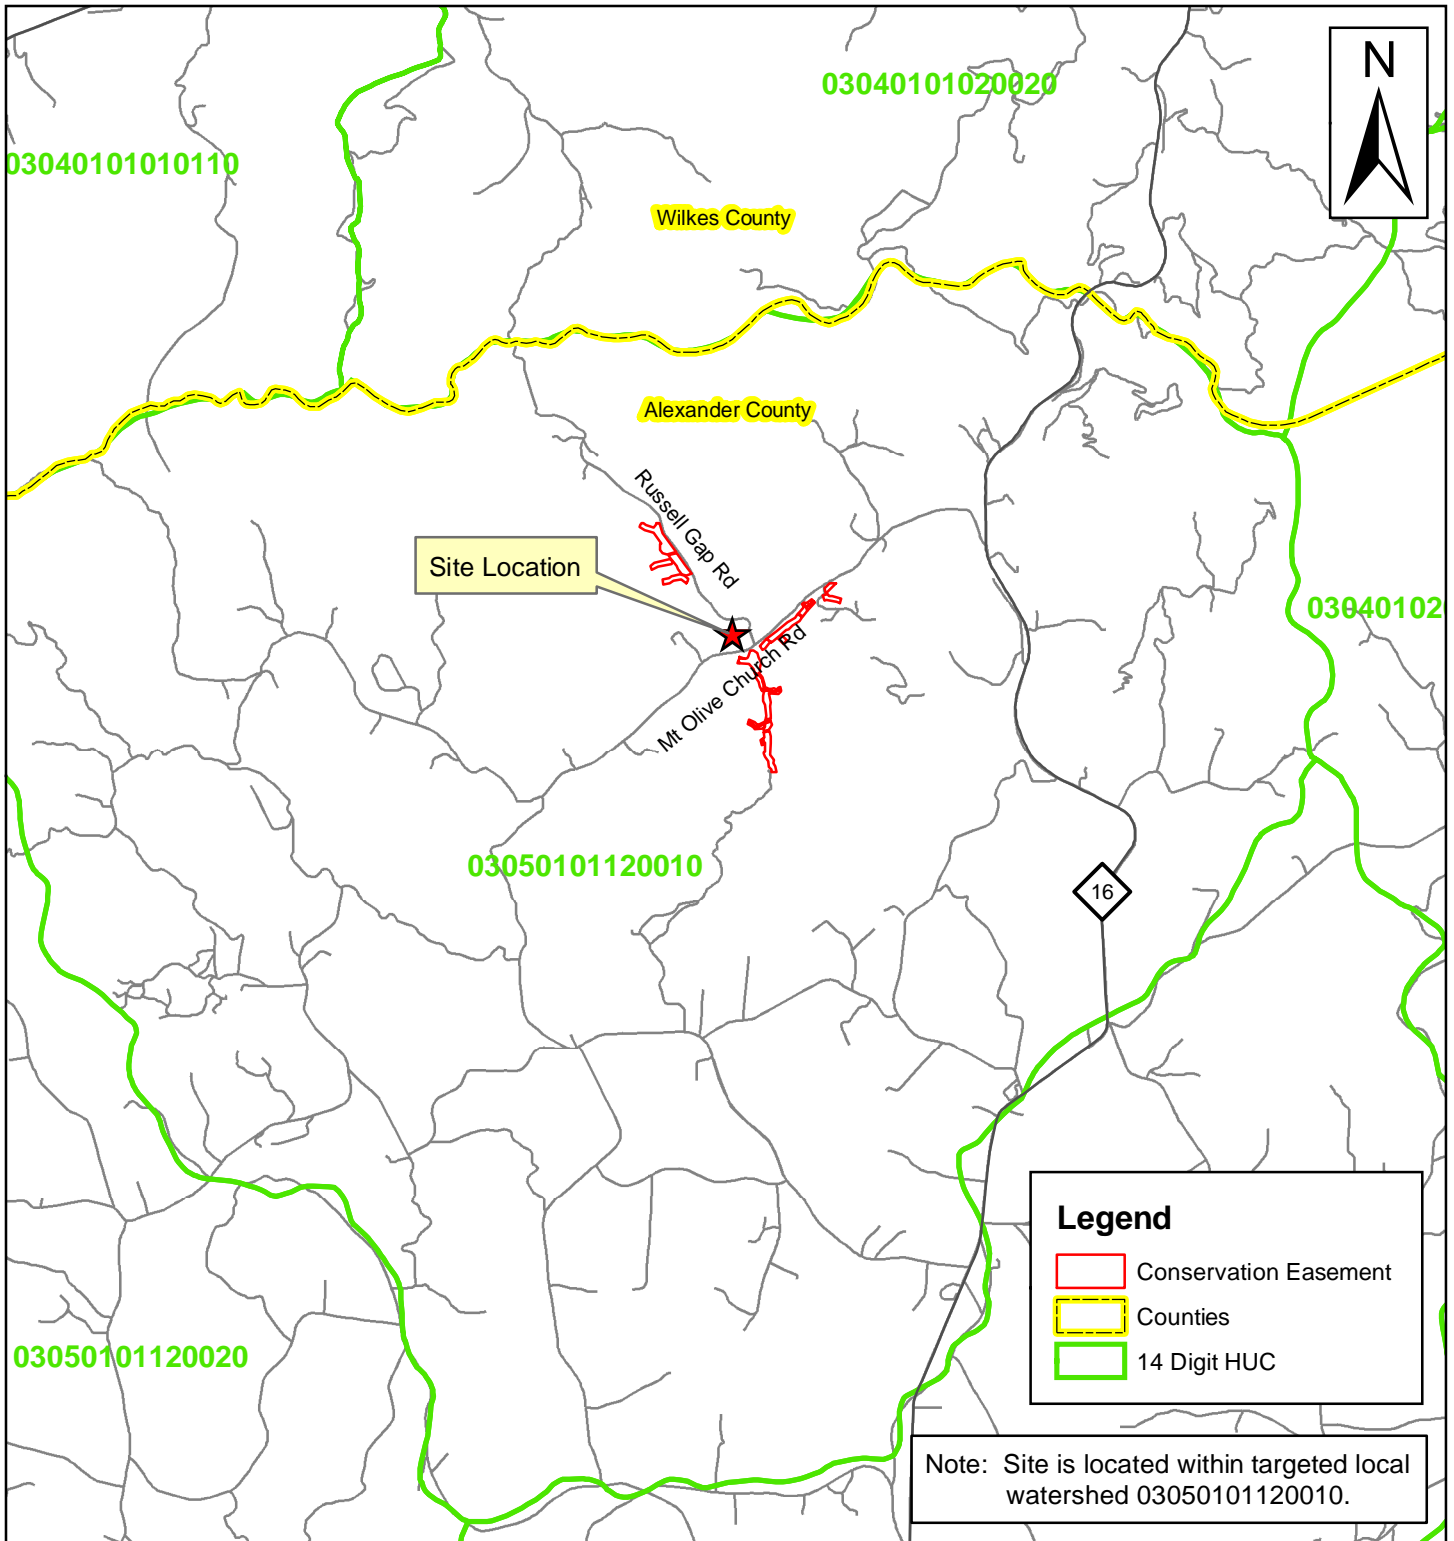 03040101020020
N
03040101010110
Wilkes County
Alexander County
Russell Gap Rd
Site Location
03040102
Mt Olive Church Rd
03050101120010
16
Legend
Conservation Easement
Counties
14 Digit HUC
03050101120020
Note: Site is located within targeted local
watershed 03050101120010.